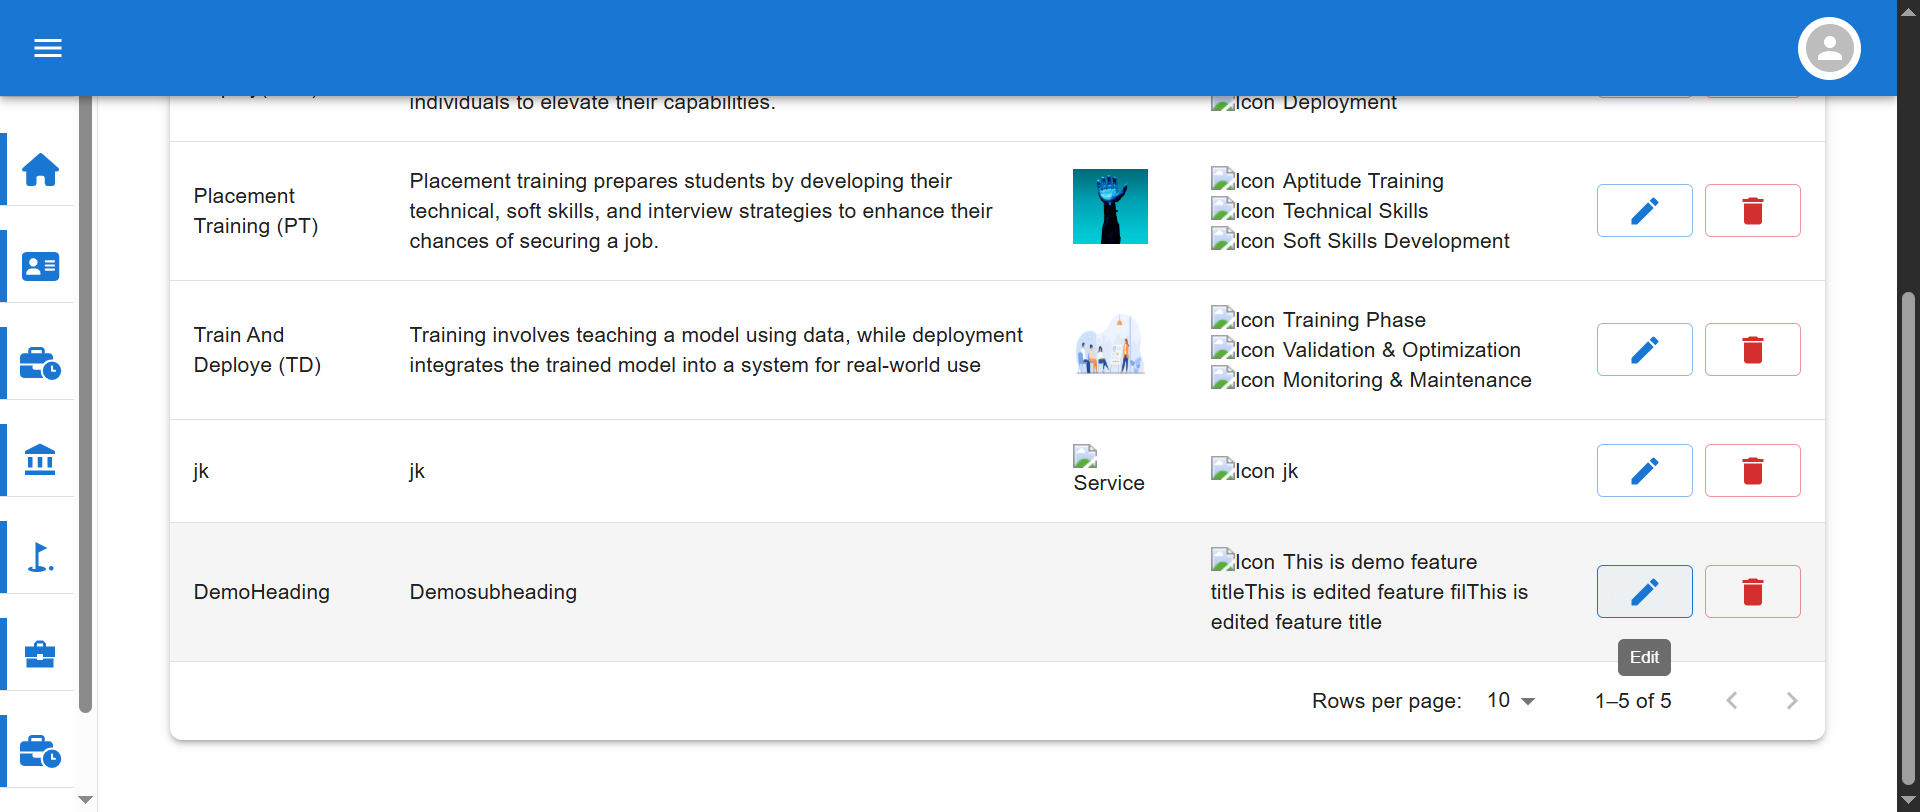 individuals to elevate their capabilities.
Icon Deployment
Placement
Training (PT)
Placement training prepares students by developing their
technical, soft skills, and interview strategies to enhance their
chances of securing a job.
Icon Aptitude Training
Icon Technical Skills
Icon Soft Skills Development
Train And
Deploye (TD)
Training involves teaching a model using data, while deployment
integrates the trained model into a system for real-world use
Icon Training Phase
Icon Validation & Optimization
Icon Monitoring & Maintenance
jk
jk
Service
Icon jk
DemoHeading
Demosubheading
Icon This is demo feature
titleThis is edited feature filThis is
edited feature title
Edit
Rows per page: 10
1–5 of 5